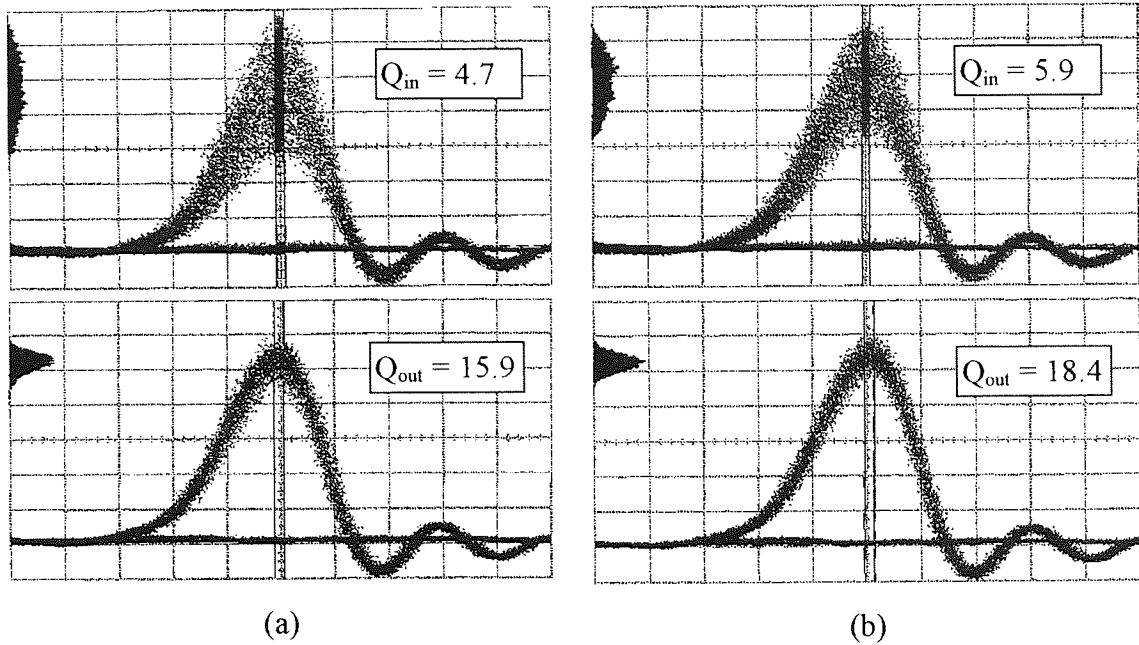 Q_in = 4.7
Q_in = 5.9
Q_out = 15.9
Q_out = 18.4
(a)
(b)